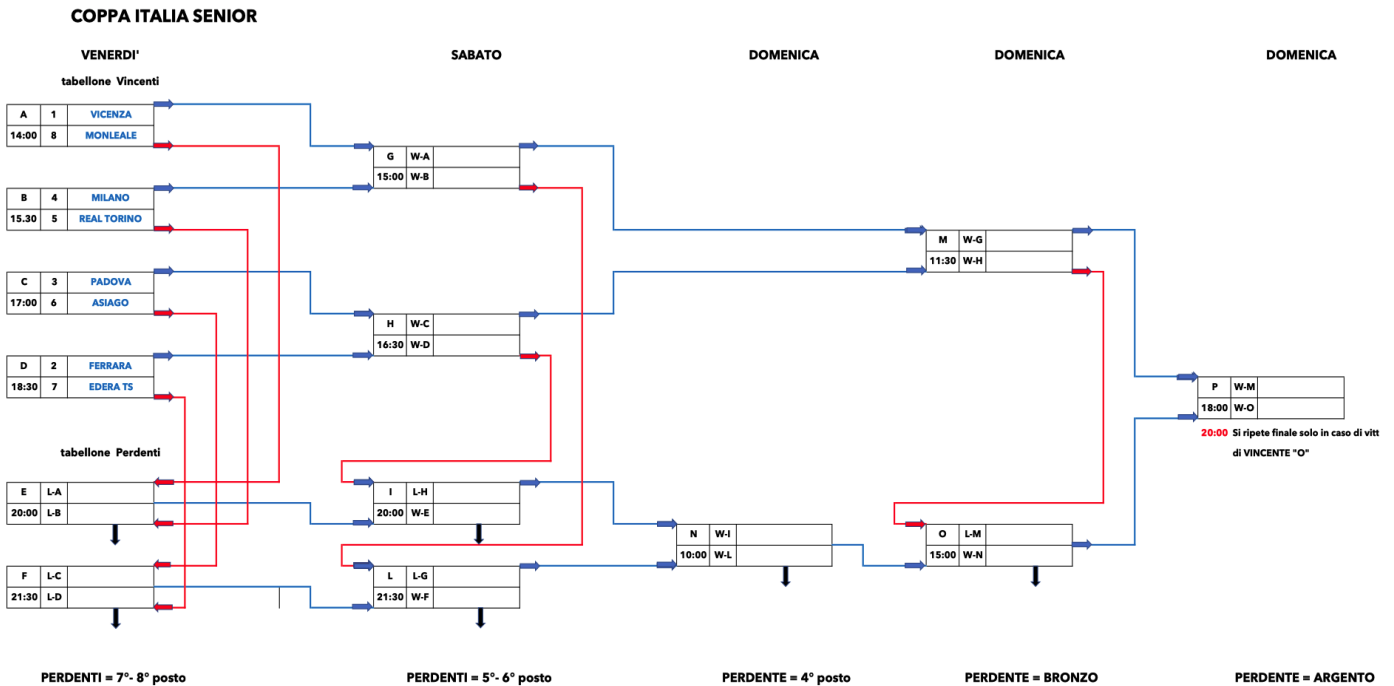 COPPA ITALIA SENIOR
VENERDI' SABATO DOMENICA DOMENICA DOMENICA
tabellone Vincenti
A 1 VICENZA
14:00 8 MONLEALE
G W-A
15:00 W-B
B 4 MILANO
15.30 5 REAL TORINO
M W-G
11:30 W-H
C 3 PADOVA
17:00 6 ASIAGO
H W-C
16:30 W-D
D 2 FERRARA
18:30 7 EDERA TS
P W-M
18:00 W-O
20:00 Si ripete finale solo in caso di vitt
di VINCENTE "O"
tabellone Perdenti
E L-A
20:00 L-B
I L-H
20:00 W-E
N W-I
10:00 W-L
O L-M
15:00 W-N
F L-C
21:30 L-D
L L-G
21:30 W-F
PERDENTI = 7°- 8° posto PERDENTI = 5°- 6° posto PERDENTE = 4° posto PERDENTE = BRONZO PERDENTE = ARGENTO